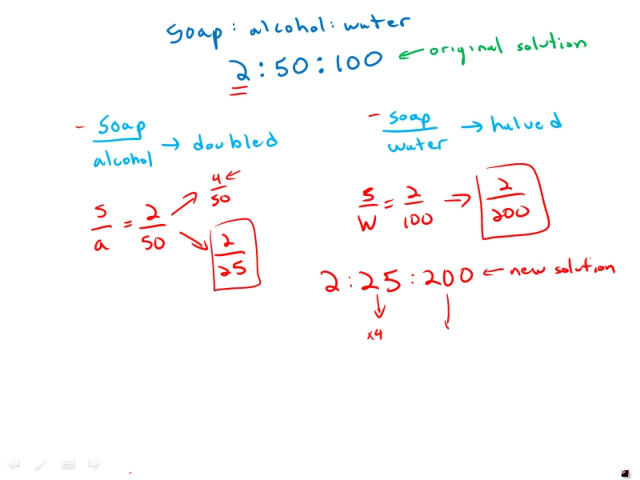 soap : alcohol : water
2 : 50 : 100 ← original solution
- soap/alcohol → doubled
- soap/water → halved
s/a = 2/50
4/50 ←
2/25
s/w = 2/100 → 2/200
2 : 25 : 200 ← new solution
x4